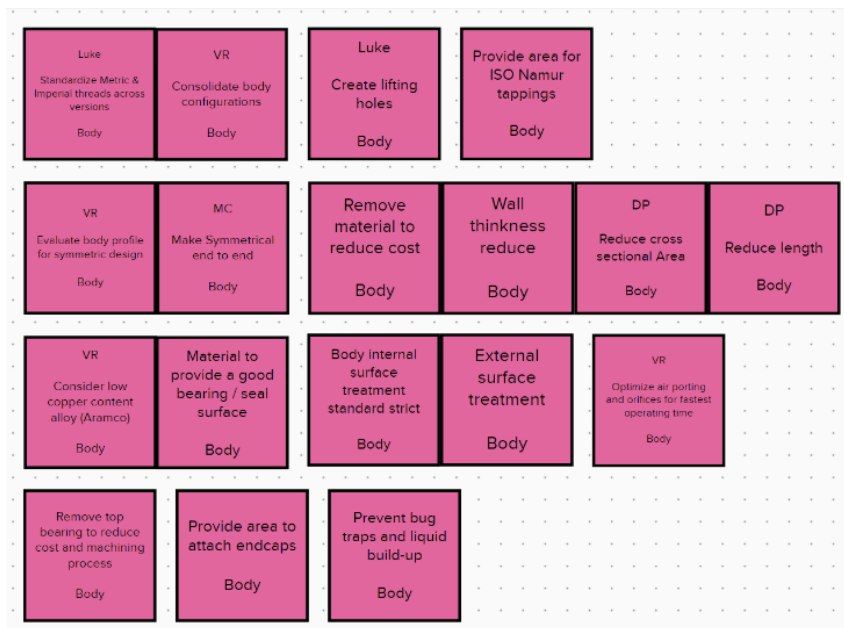 Luke
Standardize Metric &
Imperial threads across
versions
Body
VR
Consolidate body
configurations
Body
Luke
Create lifting
holes
Body
Provide area for
ISO Namur
tappings
Body
VR
Evaluate body profile
for symmetric design
Body
MC
Make Symmetrical
end to end
Body
Remove
material to
reduce cost
Body
Wall
thinkness
reduce
Body
DP
Reduce cross
sectional Area
Body
DP
Reduce length
Body
VR
Consider low
copper content
alloy (Aramco)
Body
Material to
provide a good
bearing / seal
surface
Body
Body internal
surface
treatment
standard strict
Body
External
surface
treatment
Body
VR
Optimize air porting
and orifices for fastest
operating time
Body
Remove top
bearing to reduce
cost and machining
process
Body
Provide area to
attach endcaps
Body
Prevent bug
traps and liquid
build-up
Body